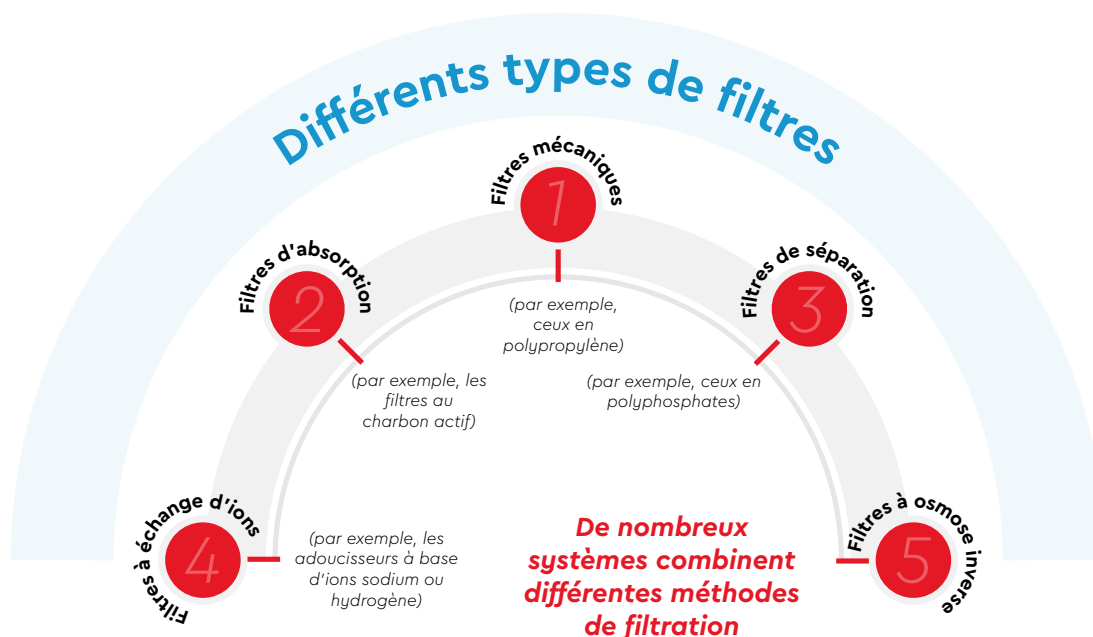 Différents types de filtres
Filtres mécaniques
1
(par exemple,
ceux en
polypropylène)
Filtres d'absorption
2
(par exemple, les
filtres au
charbon actif)
Filtres de séparation
3
(par exemple, ceux en
polyphosphates)
Filtres à échange d'ions
4
(par exemple, les
adoucisseurs à base
d'ions sodium ou
hydrogène)
Filtres à osmose inverse
5
De nombreux
systèmes combinent
différentes méthodes
de filtration